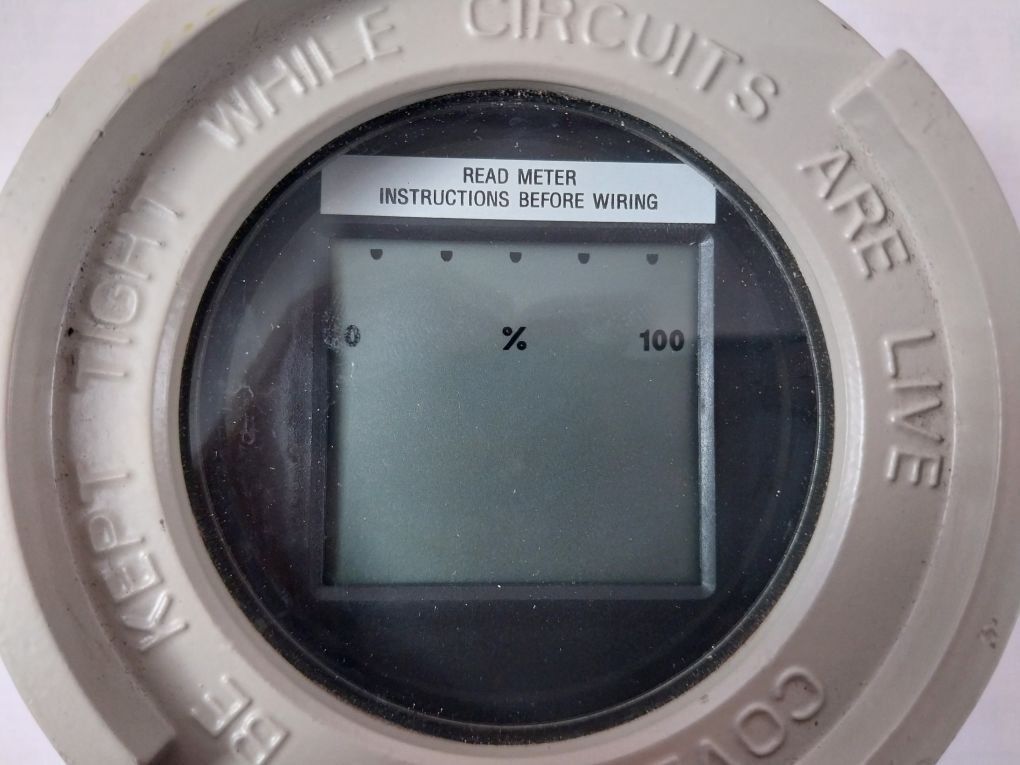 BE KEPT TIGHT WHILE CIRCUITS ARE LIVE
READ METER
INSTRUCTIONS BEFORE WIRING
0 % 100